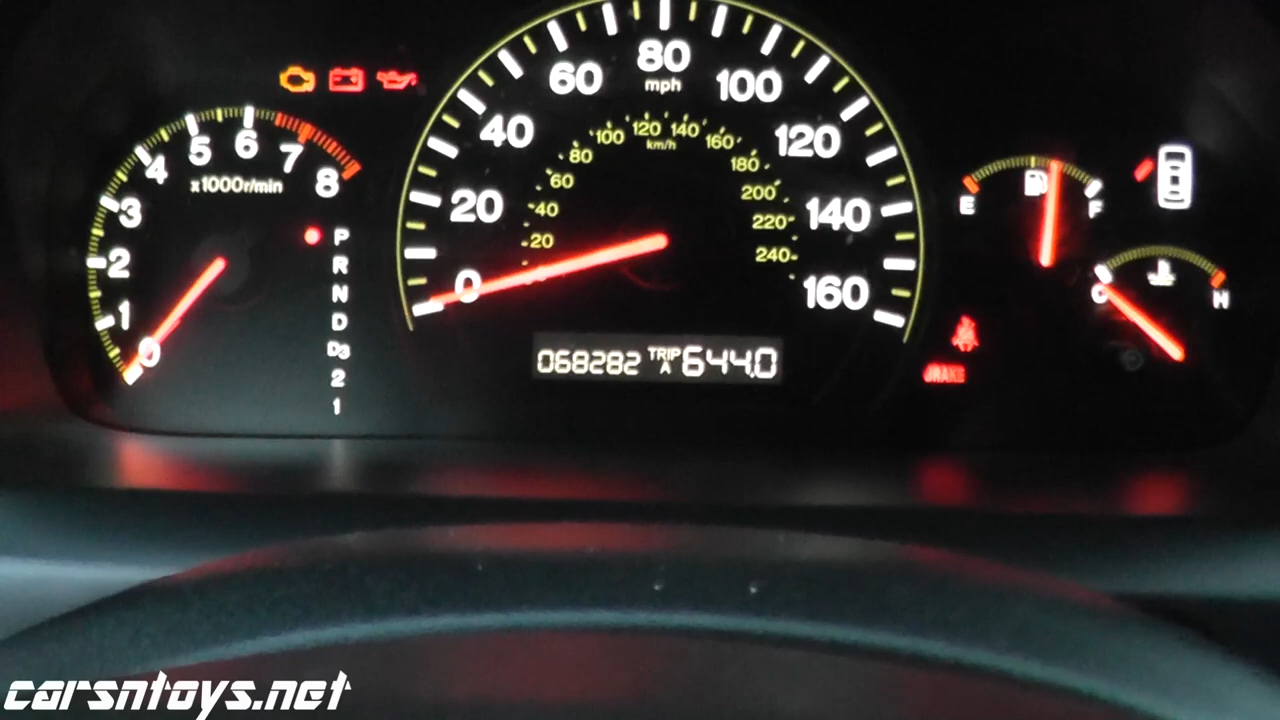 80
mph
60
100
40
120
20
140
0
160
20
40
60
80
100
120
140
160
180
200
220
240
km/h
0
1
2
3
4
5
6
7
8
x1000r/min
P
R
N
D
D3
2
1
E
F
C
H
068282 TRIP A 644.0
BRAKE
carsntoys.net